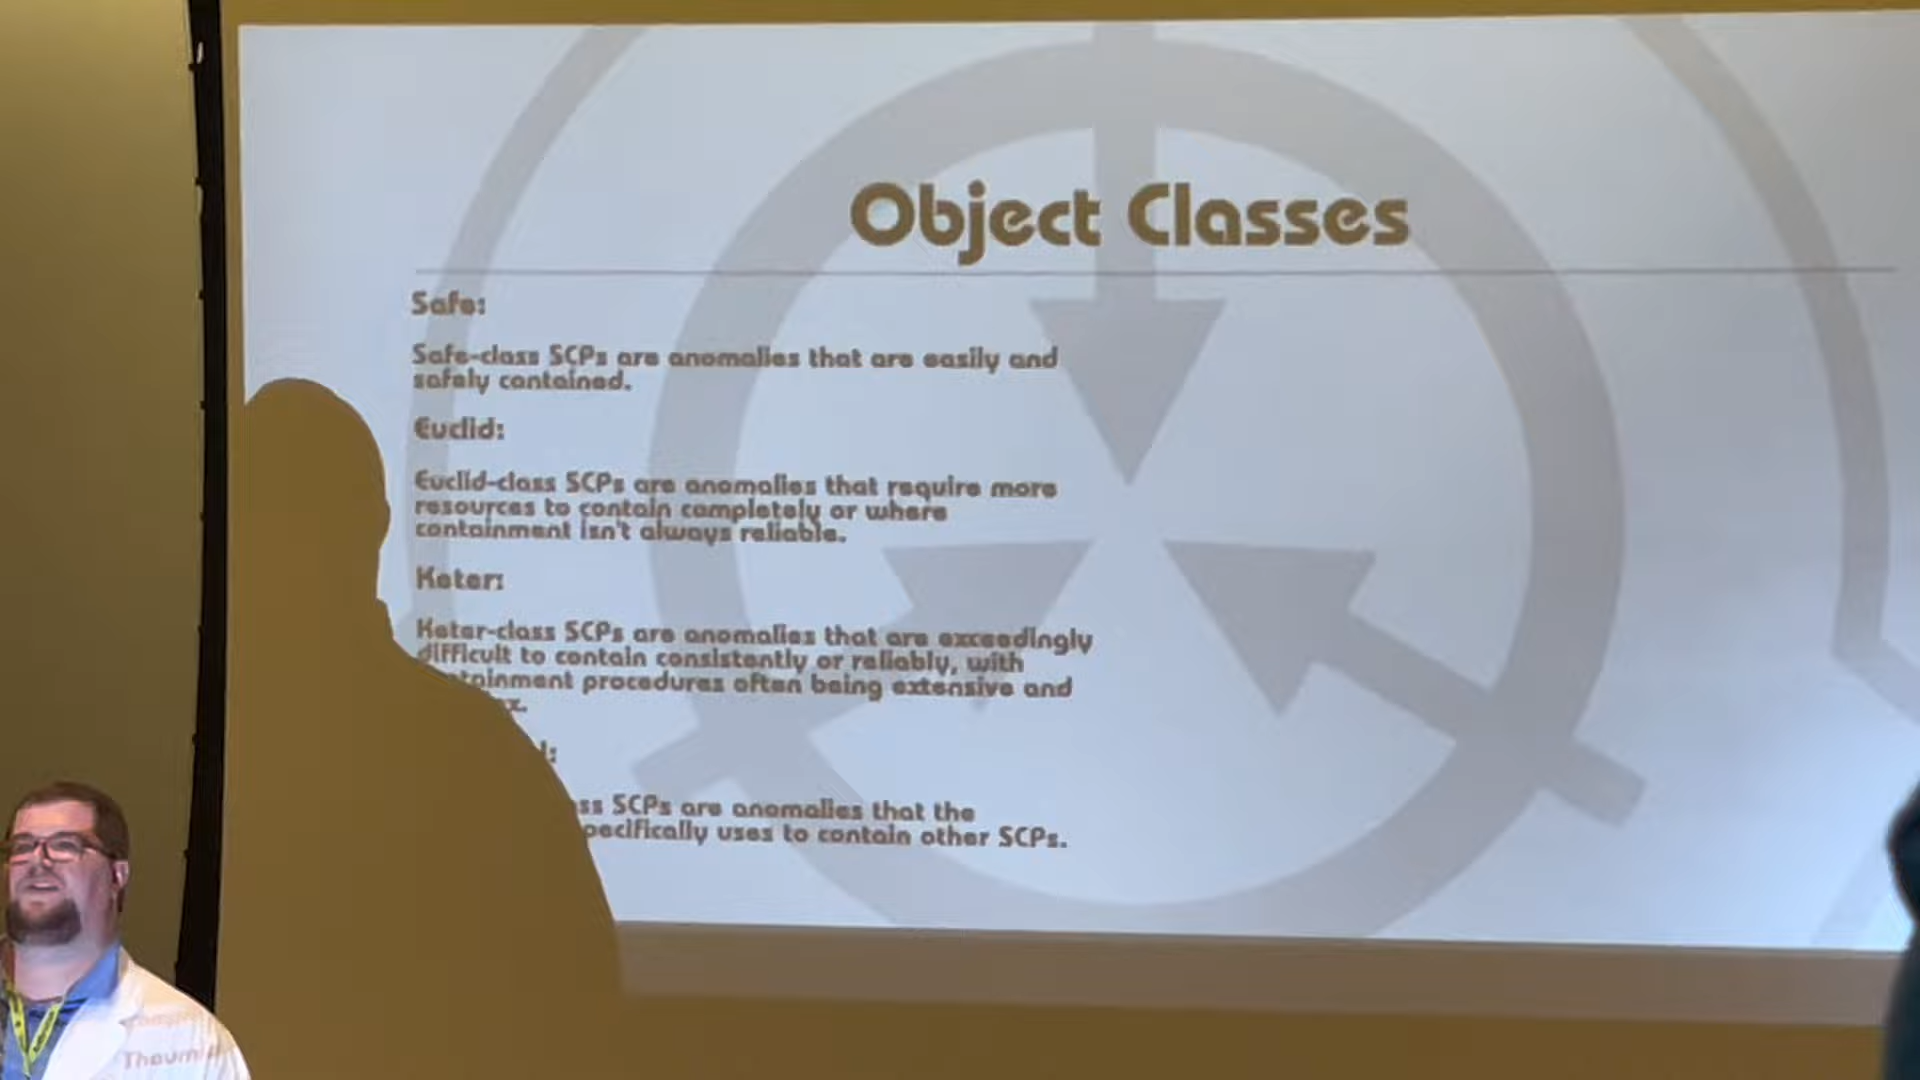 Object Classes
Safe:
Safe-class SCPs are anomalies that are easily and
safely contained.
Euclid:
Euclid-class SCPs are anomalies that require more
resources to contain completely or where
containment isn't always reliable.
Keter:
Keter-class SCPs are anomalies that are exceedingly
difficult to contain consistently or reliably, with
procedures often being extensive and
SCPs are anomalies that the
uses to contain other SCPs.